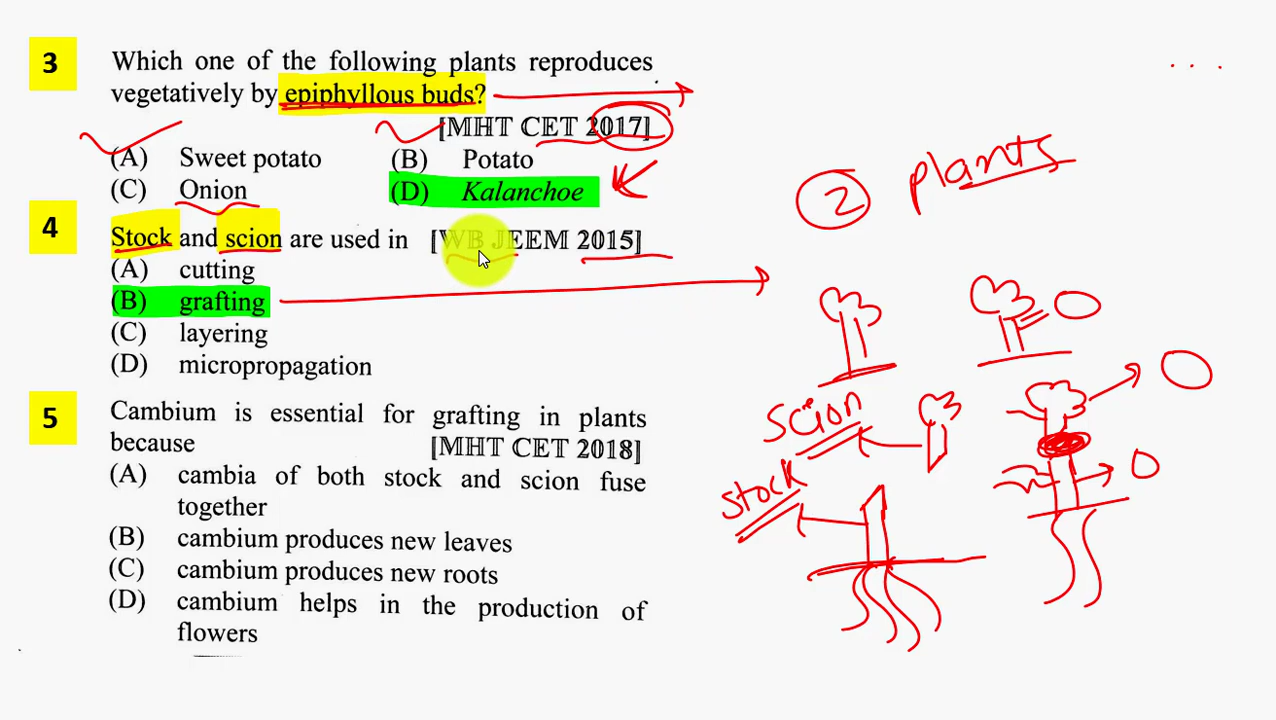 3
Which one of the following plants reproduces
vegetatively by epiphyllous buds?
[MHT CET 2017]
(A) Sweet potato (B) Potato
(C) Onion (D) Kalanchoe
4
Stock and scion are used in [WB JEEM 2015]
(A) cutting
(B) grafting
(C) layering
(D) micropropagation
5
Cambium is essential for grafting in plants
because [MHT CET 2018]
(A) cambia of both stock and scion fuse
together
(B) cambium produces new leaves
(C) cambium produces new roots
(D) cambium helps in the production of
flowers
2 plants
scion
stock